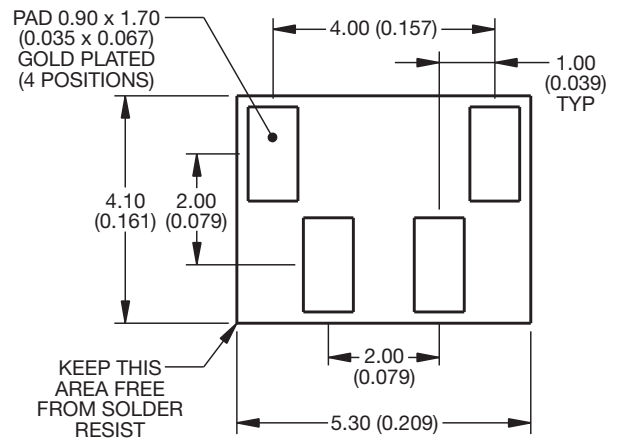 PAD 0.90 x 1.70
(0.035 x 0.067)
GOLD PLATED
(4 POSITIONS)
4.00 (0.157)
1.00
(0.039)
TYP
4.10
(0.161)
2.00
(0.079)
KEEP THIS
AREA FREE
FROM SOLDER
RESIST
2.00
(0.079)
5.30 (0.209)